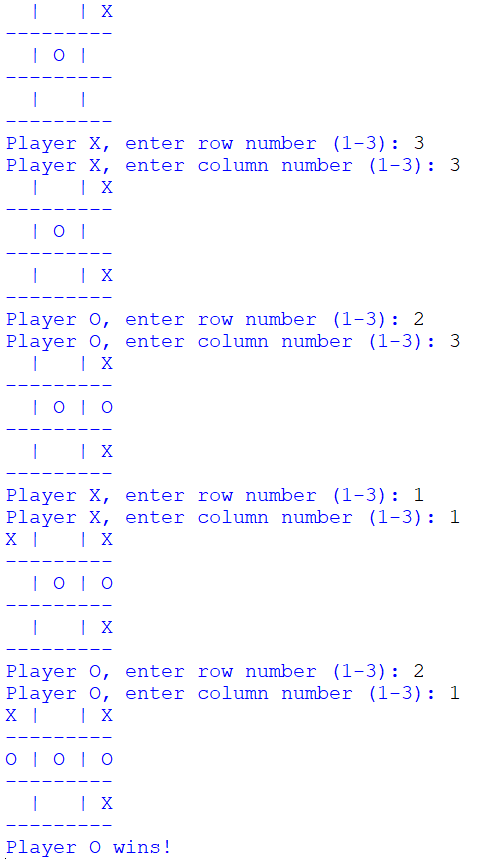 |   | X
---------
  | O |
---------
  |   |
---------
Player X, enter row number (1-3): 3
Player X, enter column number (1-3): 3
  |   | X
---------
  | O |
---------
  |   | X
---------
Player O, enter row number (1-3): 2
Player O, enter column number (1-3): 3
  |   | X
---------
  | O | O
---------
  |   | X
---------
Player X, enter row number (1-3): 1
Player X, enter column number (1-3): 1
X |   | X
---------
  | O | O
---------
  |   | X
---------
Player O, enter row number (1-3): 2
Player O, enter column number (1-3): 1
X |   | X
---------
O | O | O
---------
  |   | X
---------
Player O wins!